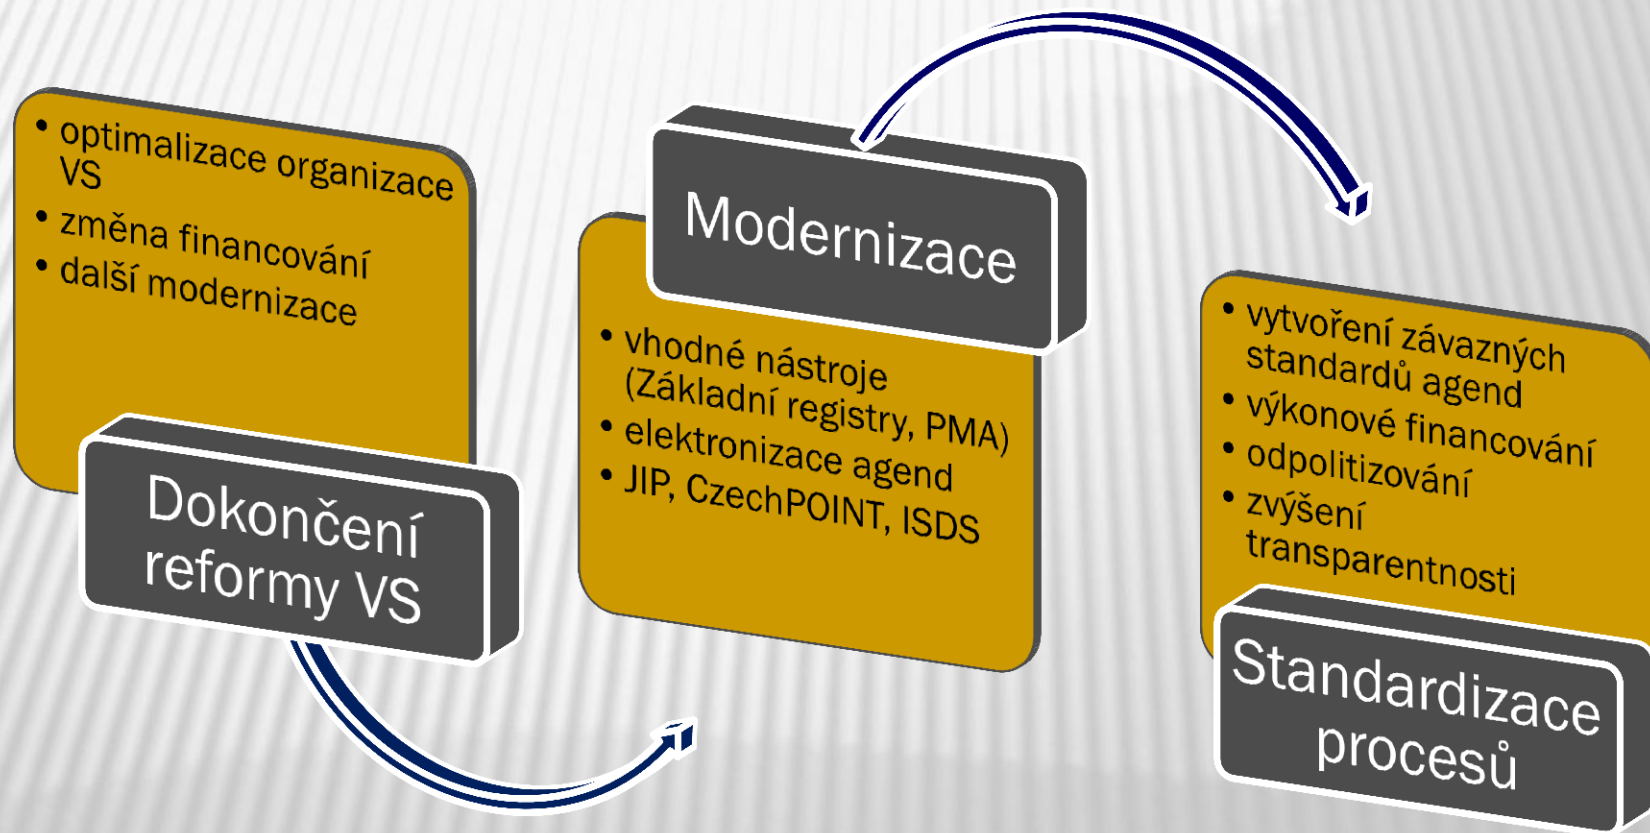 • optimalizace organizace
VS
• změna financování
• další modernizace
Dokončení
reformy VS
Modernizace
• vhodné nástroje
(Základní registry, PMA)
• elektronizace agend
• JIP, CzechPOINT, ISDS
• vytvoření závazných
standardů agend
• výkonové financování
• odpolitizování
• zvýšení
transparentnosti
Standardizace
procesů